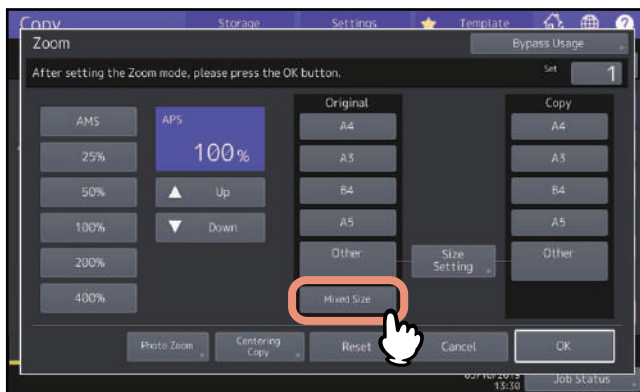 Copy
Storage
Settings
Template
Zoom
Bypass Usage
After setting the Zoom mode, please press the OK button.
Set
1
Original
Copy
AMS
APS
100%
A4
A4
25%
A3
A3
50%
Up
B4
B4
100%
Down
A5
A5
200%
Other
Size
Setting
Other
400%
Mixed Size
Photo Zoom
Centering
Copy
Reset
Cancel
OK
13:30
Job Status